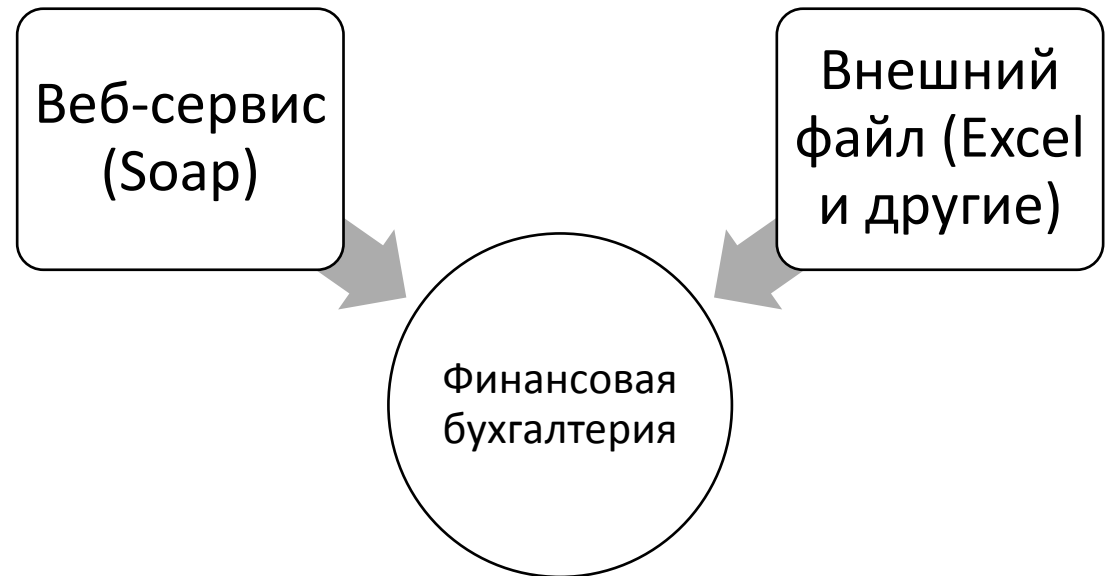 Веб-сервис
(Soap)
Внешний
файл (Excel
и другие)
Финансовая
бухгалтерия